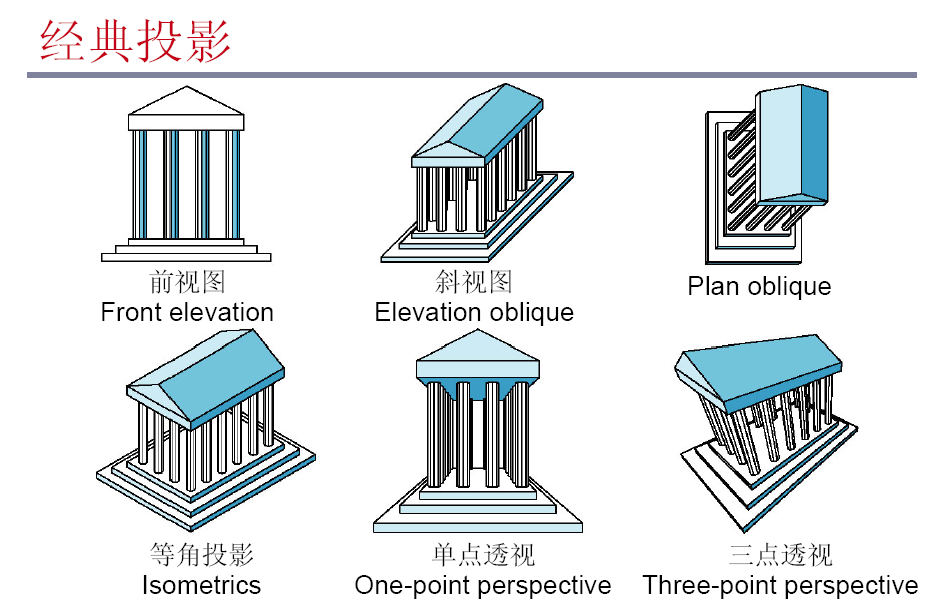 经典投影
前视图
Front elevation
斜视图
Elevation oblique
Plan oblique
等角投影
Isometrics
单点透视
One-point perspective
三点透视
Three-point perspective